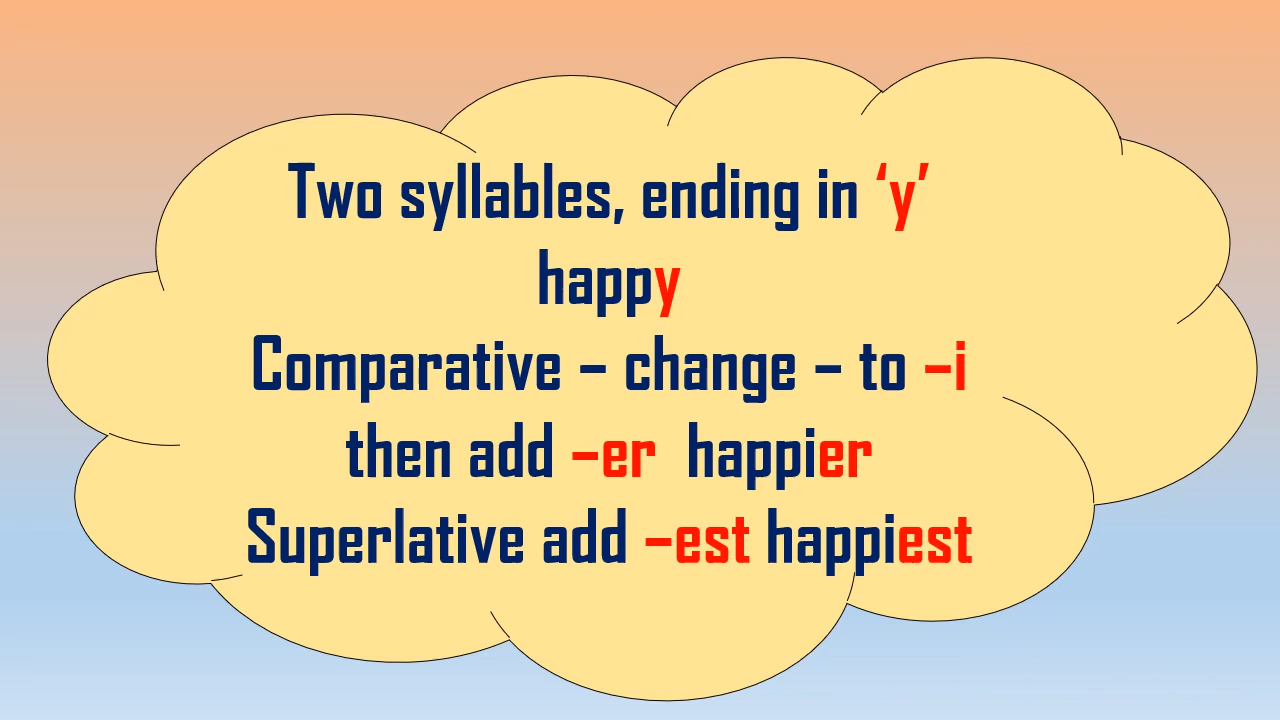 Two syllables, ending in ‘y’
happy
Comparative – change – to –i
then add –er happier
Superlative add –est happiest